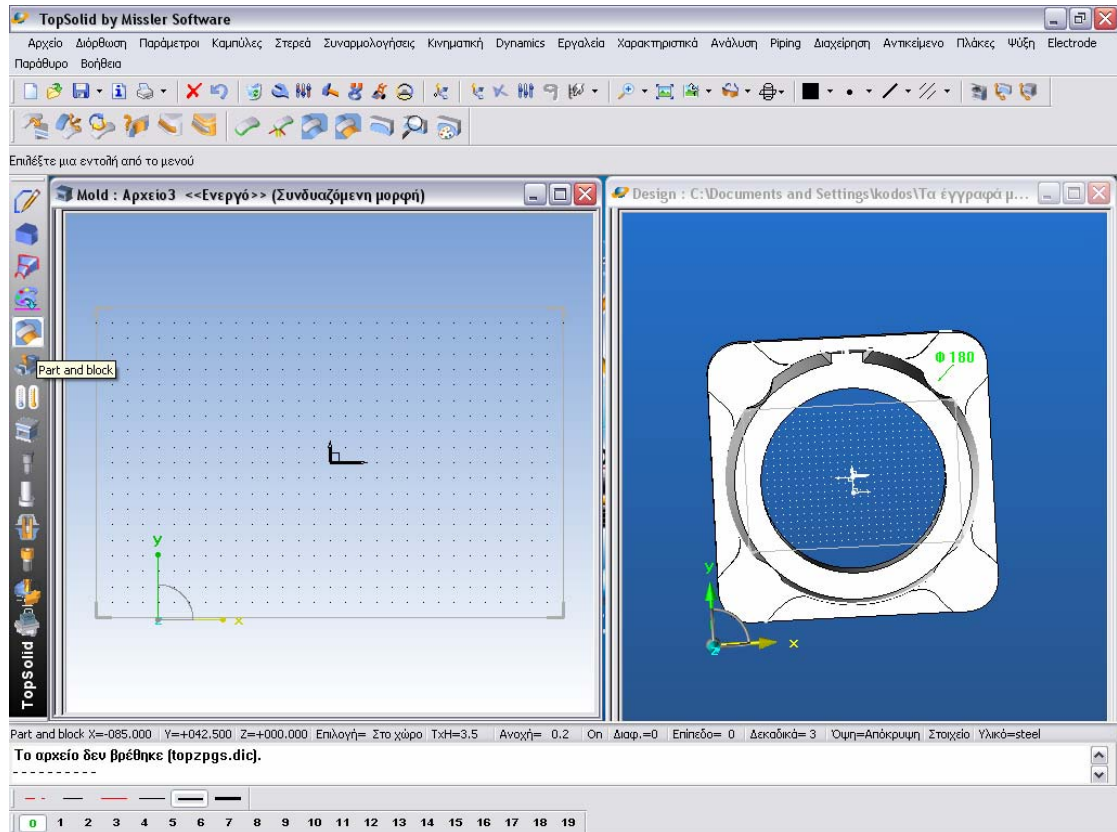 TopSolid by Missler Software
Αρχείο Διόρθωση Παράμετροι Καμπύλες Στερεά Συναρμολογήσεις Κινηματική Dynamics Εργαλεία Χαρακτηριστικά Ανάλυση Piping Διαχείρηση Αντικείμενο Πλάκες Ψύξη Electrode
Παράθυρο Βοήθεια
Επιλέξτε μια εντολή από το μενού
Mold : Αρχείο3 <<Ενεργό>> (Συνδυαζόμενη μορφή)
Design : C:\Documents and Settings\kodos\Τα έγγραφά μ...
Φ 180
Part and block
y
x
z
y
x
z
TopSolid
Part and block X=-085.000 Y=+042.500 Z=+000.000 Επιλογή= Στο χώρο TxH=3.5 Ανοχή= 0.2 On Διαφ.=0 Επίπεδο= 0 Δεκαδικά= 3 Όψη=Απόκρυψη Στοιχείο Υλικό=steel
Το αρχείο δεν βρέθηκε (topzpgs.dic).
----------
0 1 2 3 4 5 6 7 8 9 10 11 12 13 14 15 16 17 18 19